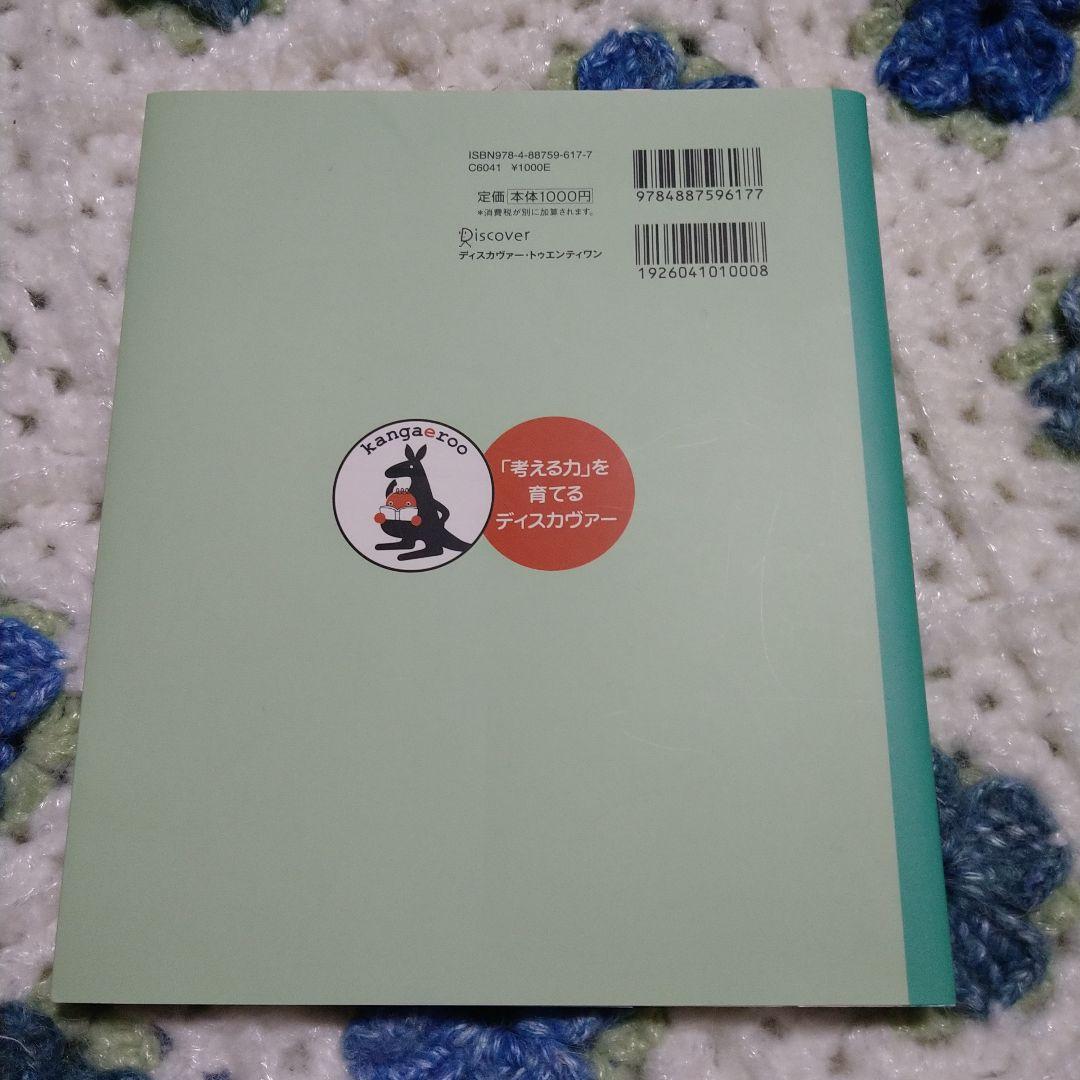 ISBN978-4-88759-617-7
C6041 ¥1000E
定価 本体1000円
*消費税が別に加算されます。
Discover
ディスカヴァー・トゥエンティワン
9784887596177
1926041010008
kangaeroo
「考える力」を
育てる
ディスカヴァー